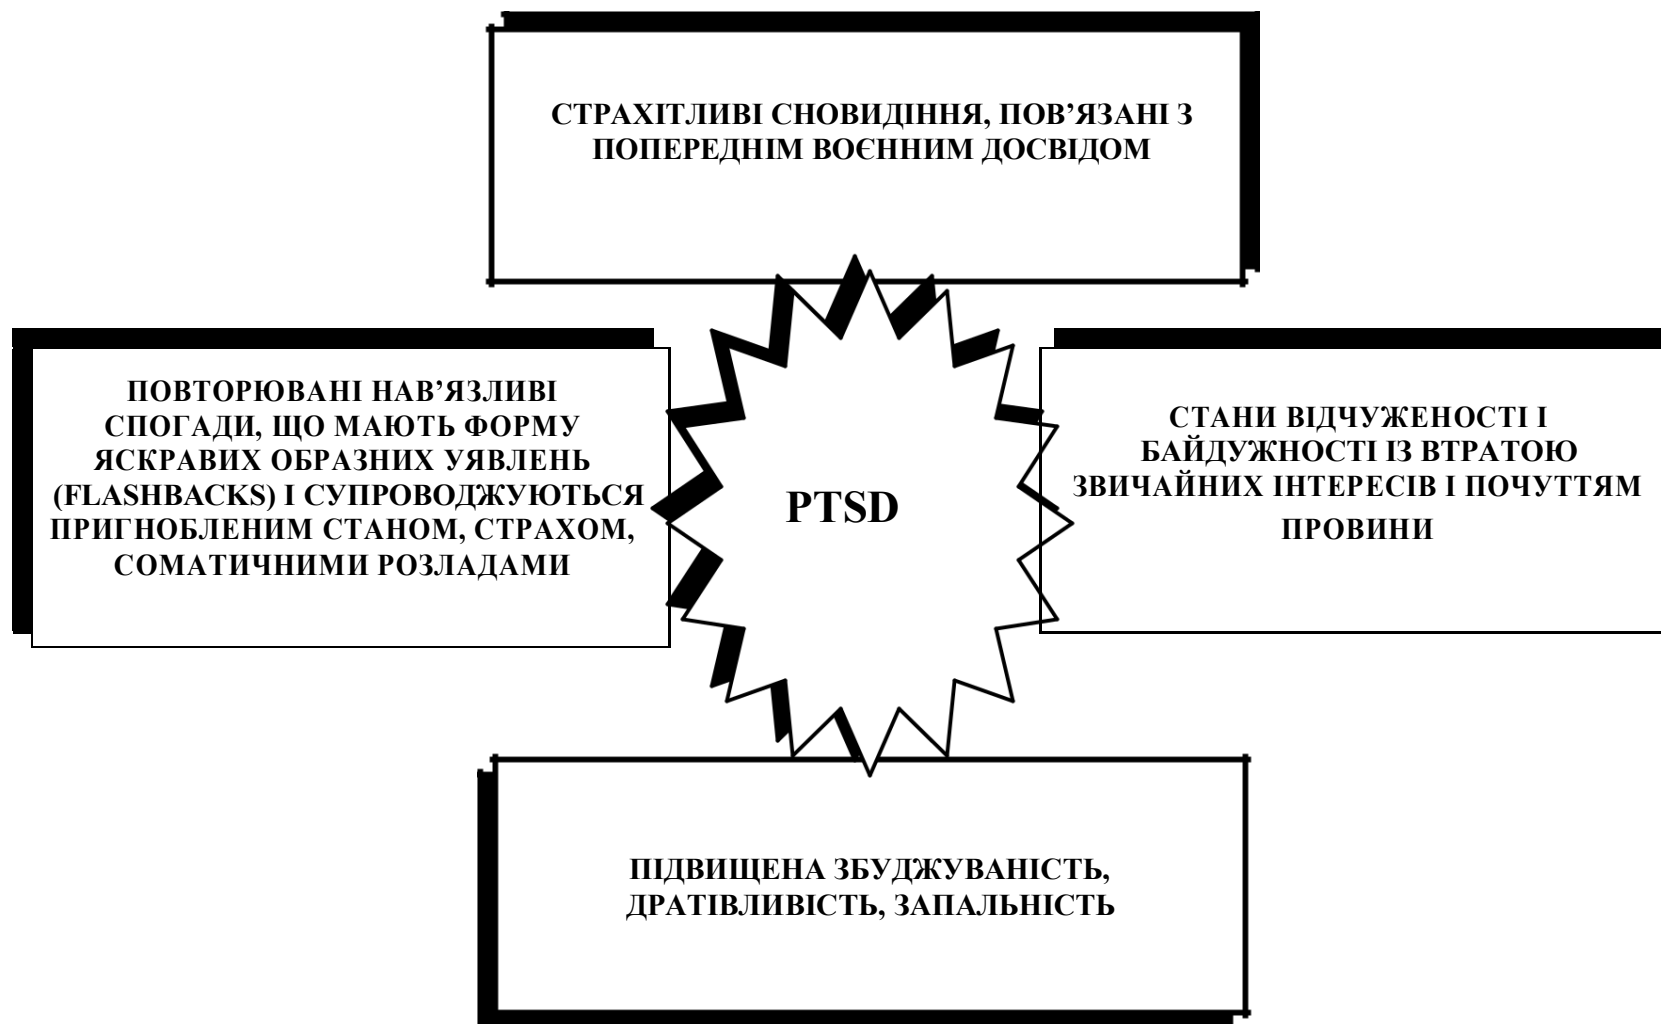 СТРАХІТЛИВІ СНОВИДІННЯ, ПОВ’ЯЗАНІ З
ПОПЕРЕДНІМ ВОЄННИМ ДОСВІДОМ
ПОВТОРЮВАНІ НАВ’ЯЗЛИВІ
СПОГАДИ, ЩО МАЮТЬ ФОРМУ
ЯСКРАВИХ ОБРАЗНИХ УЯВЛЕНЬ
(FLASHBACKS) І СУПРОВОДЖУЮТЬСЯ
ПРИГНОБЛЕНИМ СТАНОМ, СТРАХОМ,
СОМАТИЧНИМИ РОЗЛАДАМИ
PTSD
СТАНИ ВІДЧУЖЕНОСТІ І
БАЙДУЖНОСТІ ІЗ ВТРАТОЮ
ЗВИЧАЙНИХ ІНТЕРЕСІВ І ПОЧУТТЯМ
ПРОВИНИ
ПІДВИЩЕНА ЗБУДЖУВАНІСТЬ,
ДРАТІВЛИВІСТЬ, ЗАПАЛЬНІСТЬ